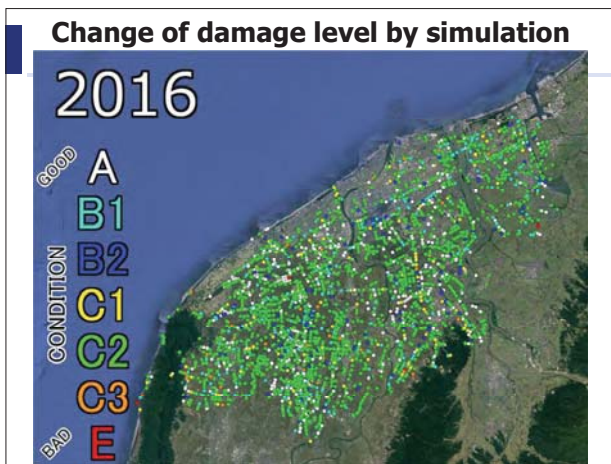 Change of damage level by simulation
2016
GOOD
A
B1
B2
CONDITION
C1
C2
C3
BAD
E